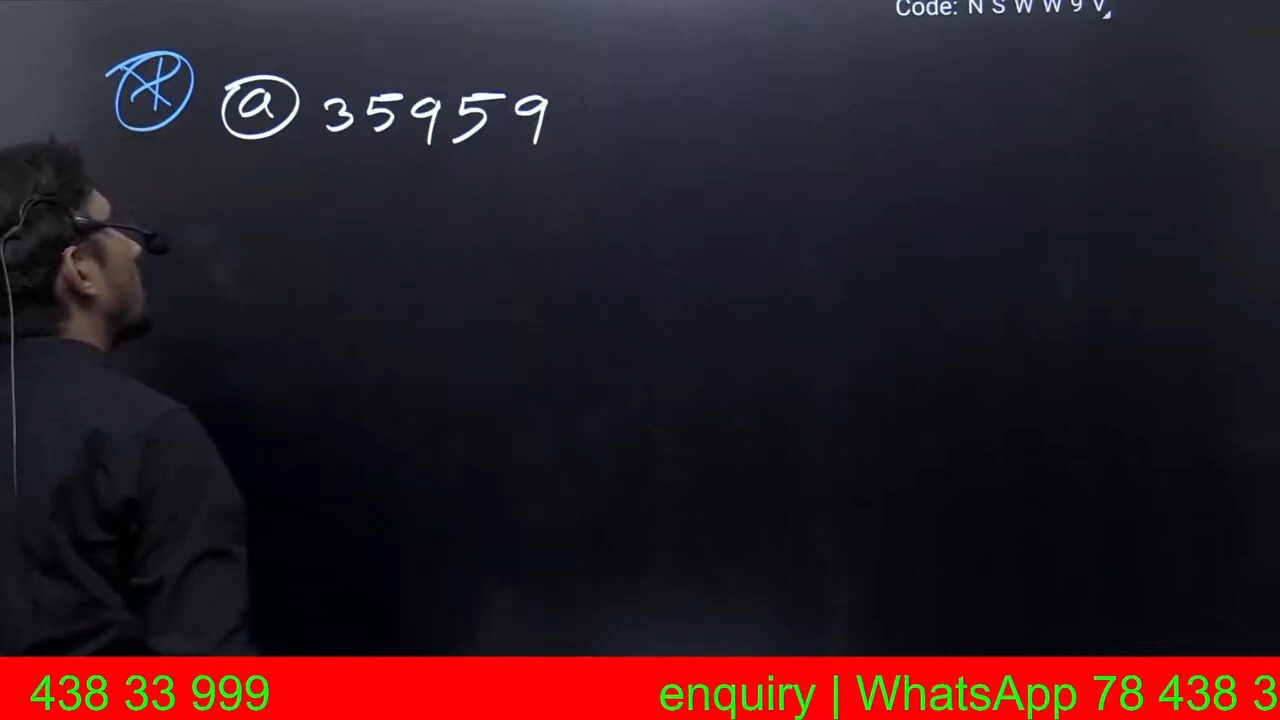 Code: N S W W 9 V
ⓐ 35959
438 33 999
enquiry | WhatsApp 78 438 3